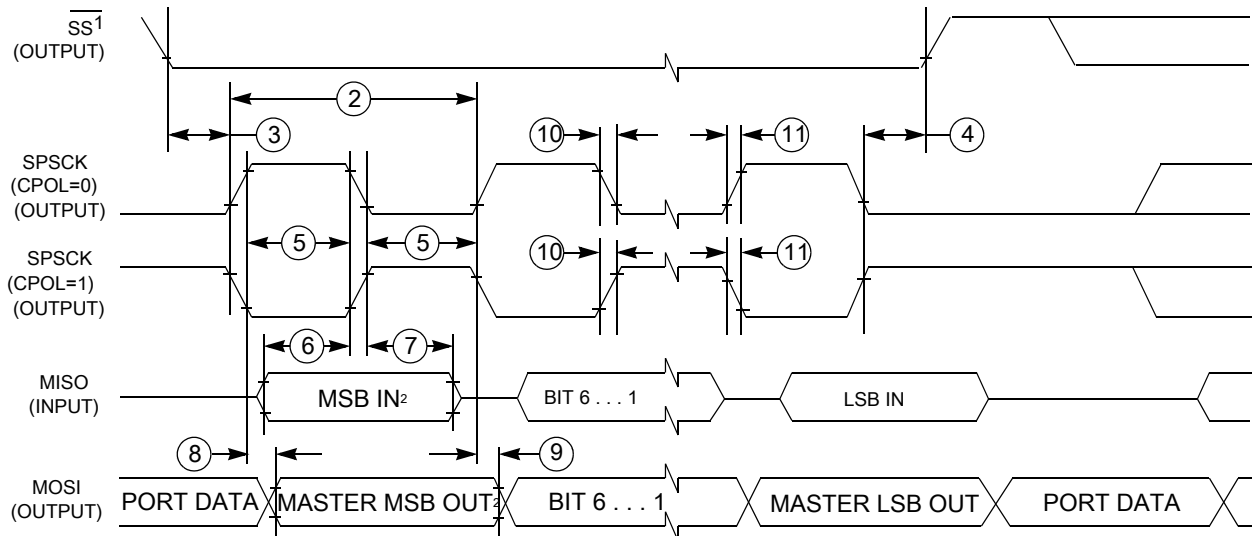 SS1
(OUTPUT)
2
3
10
11
4
SPSCK
(CPOL=0)
(OUTPUT)
5
5
10
11
SPSCK
(CPOL=1)
(OUTPUT)
6
7
MISO
(INPUT)
MSB IN2
BIT 6 . . . 1
LSB IN
8
9
MOSI
(OUTPUT)
PORT DATA
MASTER MSB OUT2
BIT 6 . . . 1
MASTER LSB OUT
PORT DATA